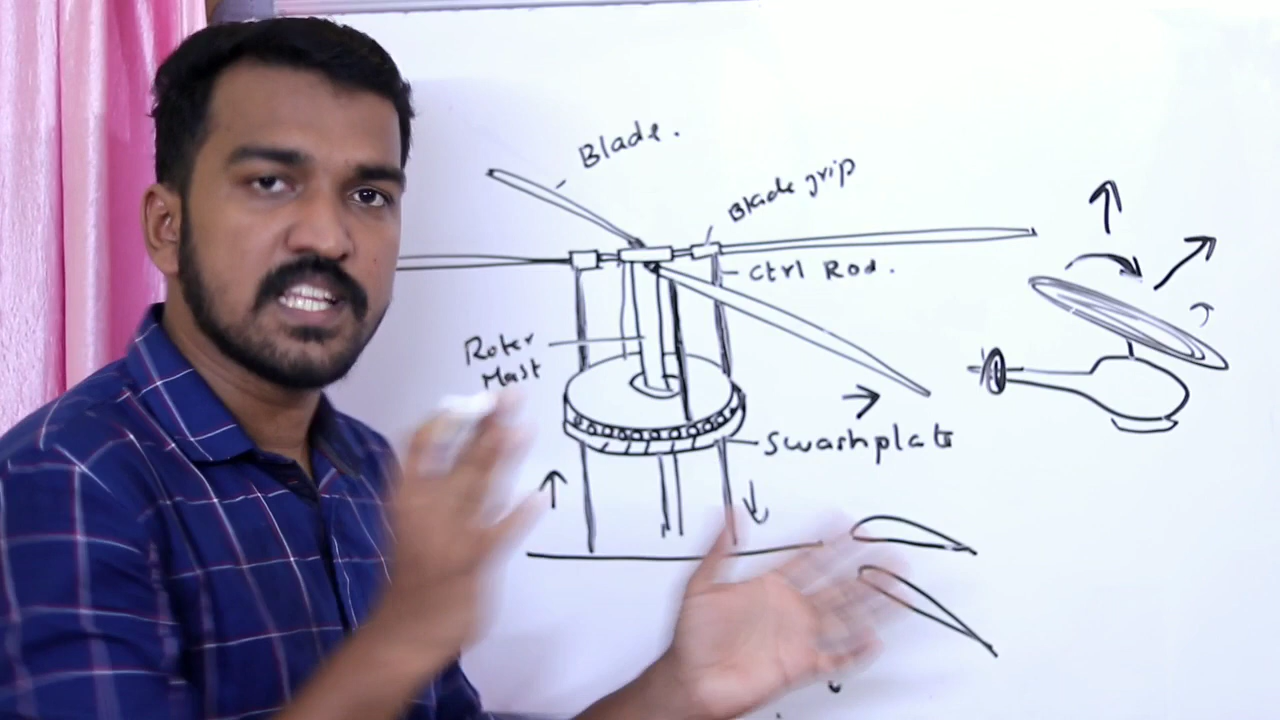 Blade.
Blade grip
Ctrl Rod.
Rotor
Mast
Swashplate